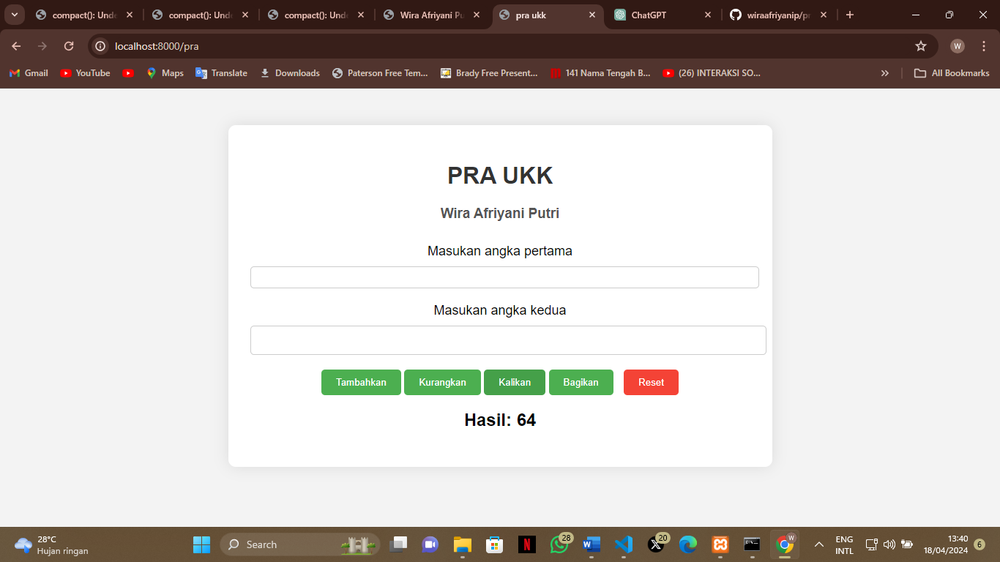 compact(): Unde
compact(): Unde
compact(): Unde
Wira Afriyani Pu
pra ukk
ChatGPT
wiraafriyanip/pr
localhost:8000/pra
W
Gmail
YouTube
Maps
Translate
Downloads
Paterson Free Tem...
Brady Free Present...
141 Nama Tengah B...
(26) INTERAKSI SO...
All Bookmarks
PRA UKK
Wira Afriyani Putri
Masukan angka pertama
Masukan angka kedua
Tambahkan
Kurangkan
Kalikan
Bagikan
Reset
Hasil: 64
28°C
Hujan ringan
Search
28
20
W
ENG
INTL
13:40
18/04/2024
6